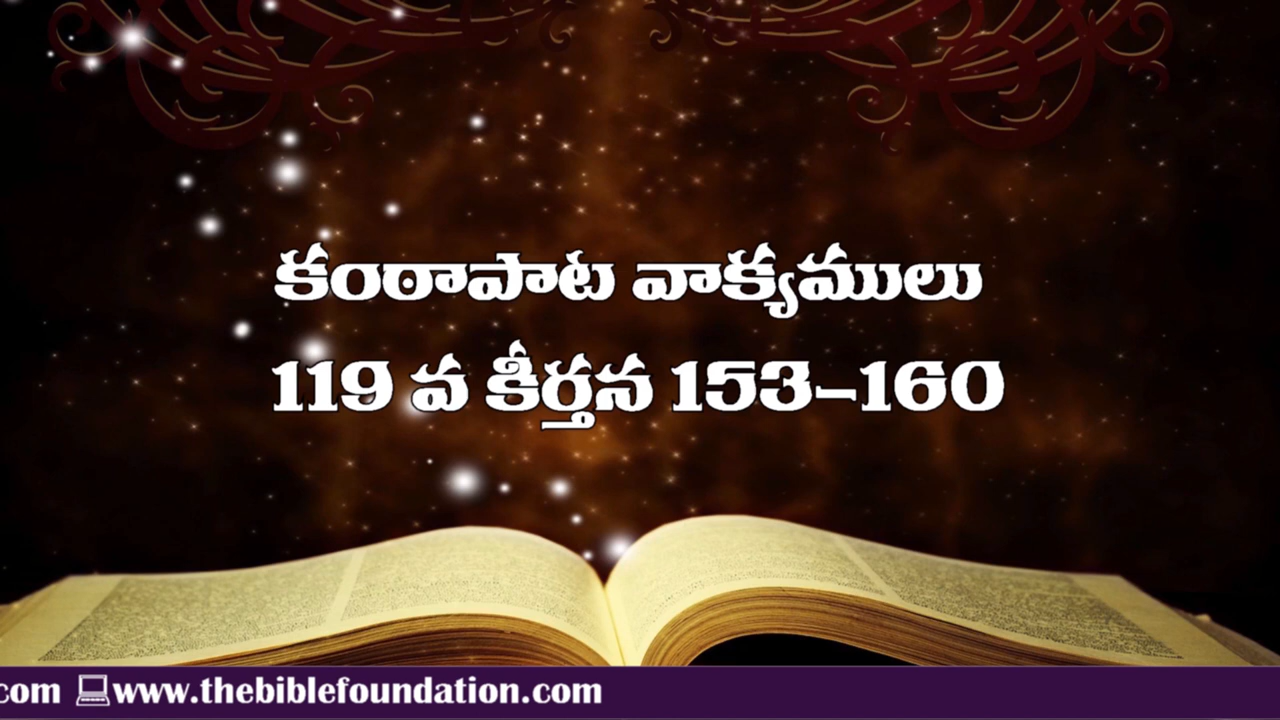 కంఠాపాట వాక్యములు
119 వ కీర్తన 153-160
com www.thebiblefoundation.com